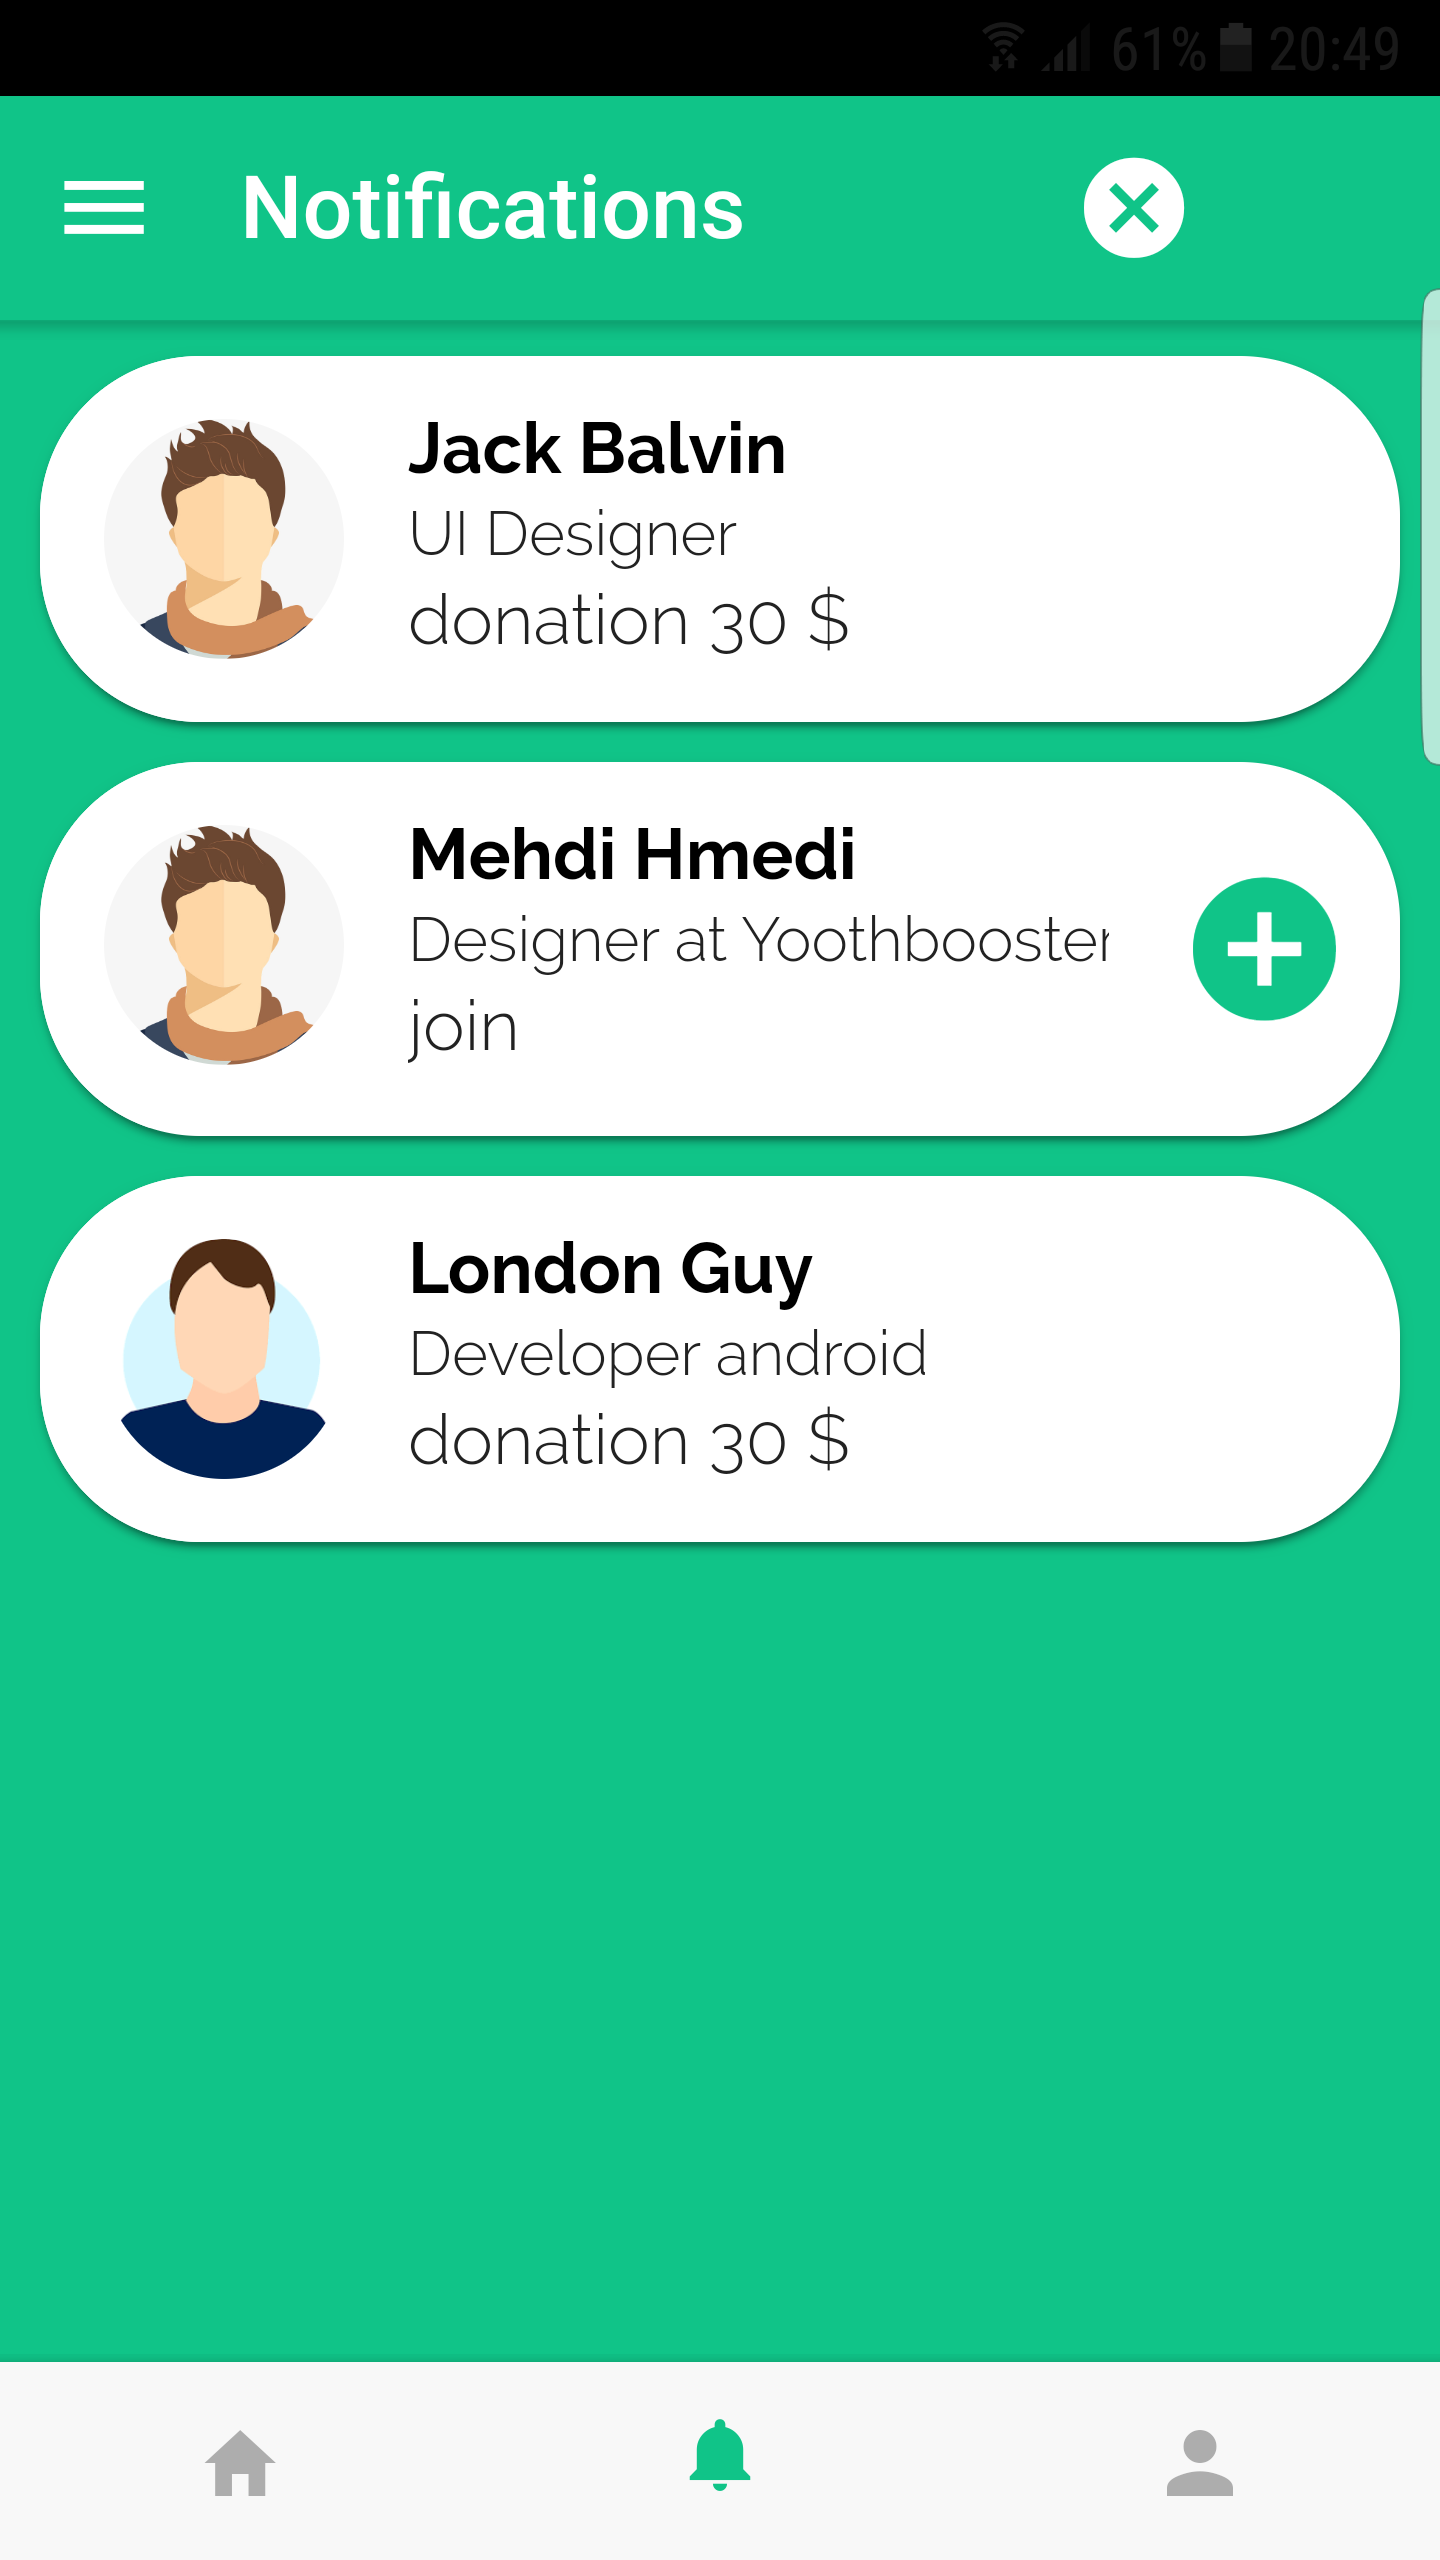 61% 20:49
Notifications
Jack Balvin
UI Designer
donation 30 $
Mehdi Hmedi
Designer at Yoothbooster
join
London Guy
Developer android
donation 30 $